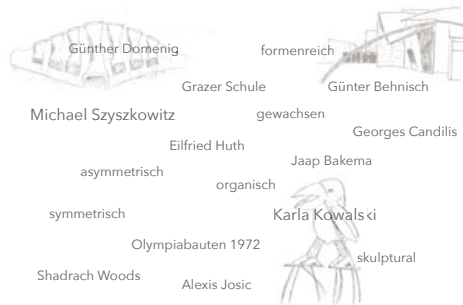 Günther Domenig
formenreich
Grazer Schule
Günter Behnisch
Michael Szyszkowitz
gewachsen
Georges Candilis
Eilfried Huth
Jaap Bakema
asymmetrisch
organisch
symmetrisch
Karla Kowalski
Olympiabauten 1972
skulptural
Shadrach Woods
Alexis Josic